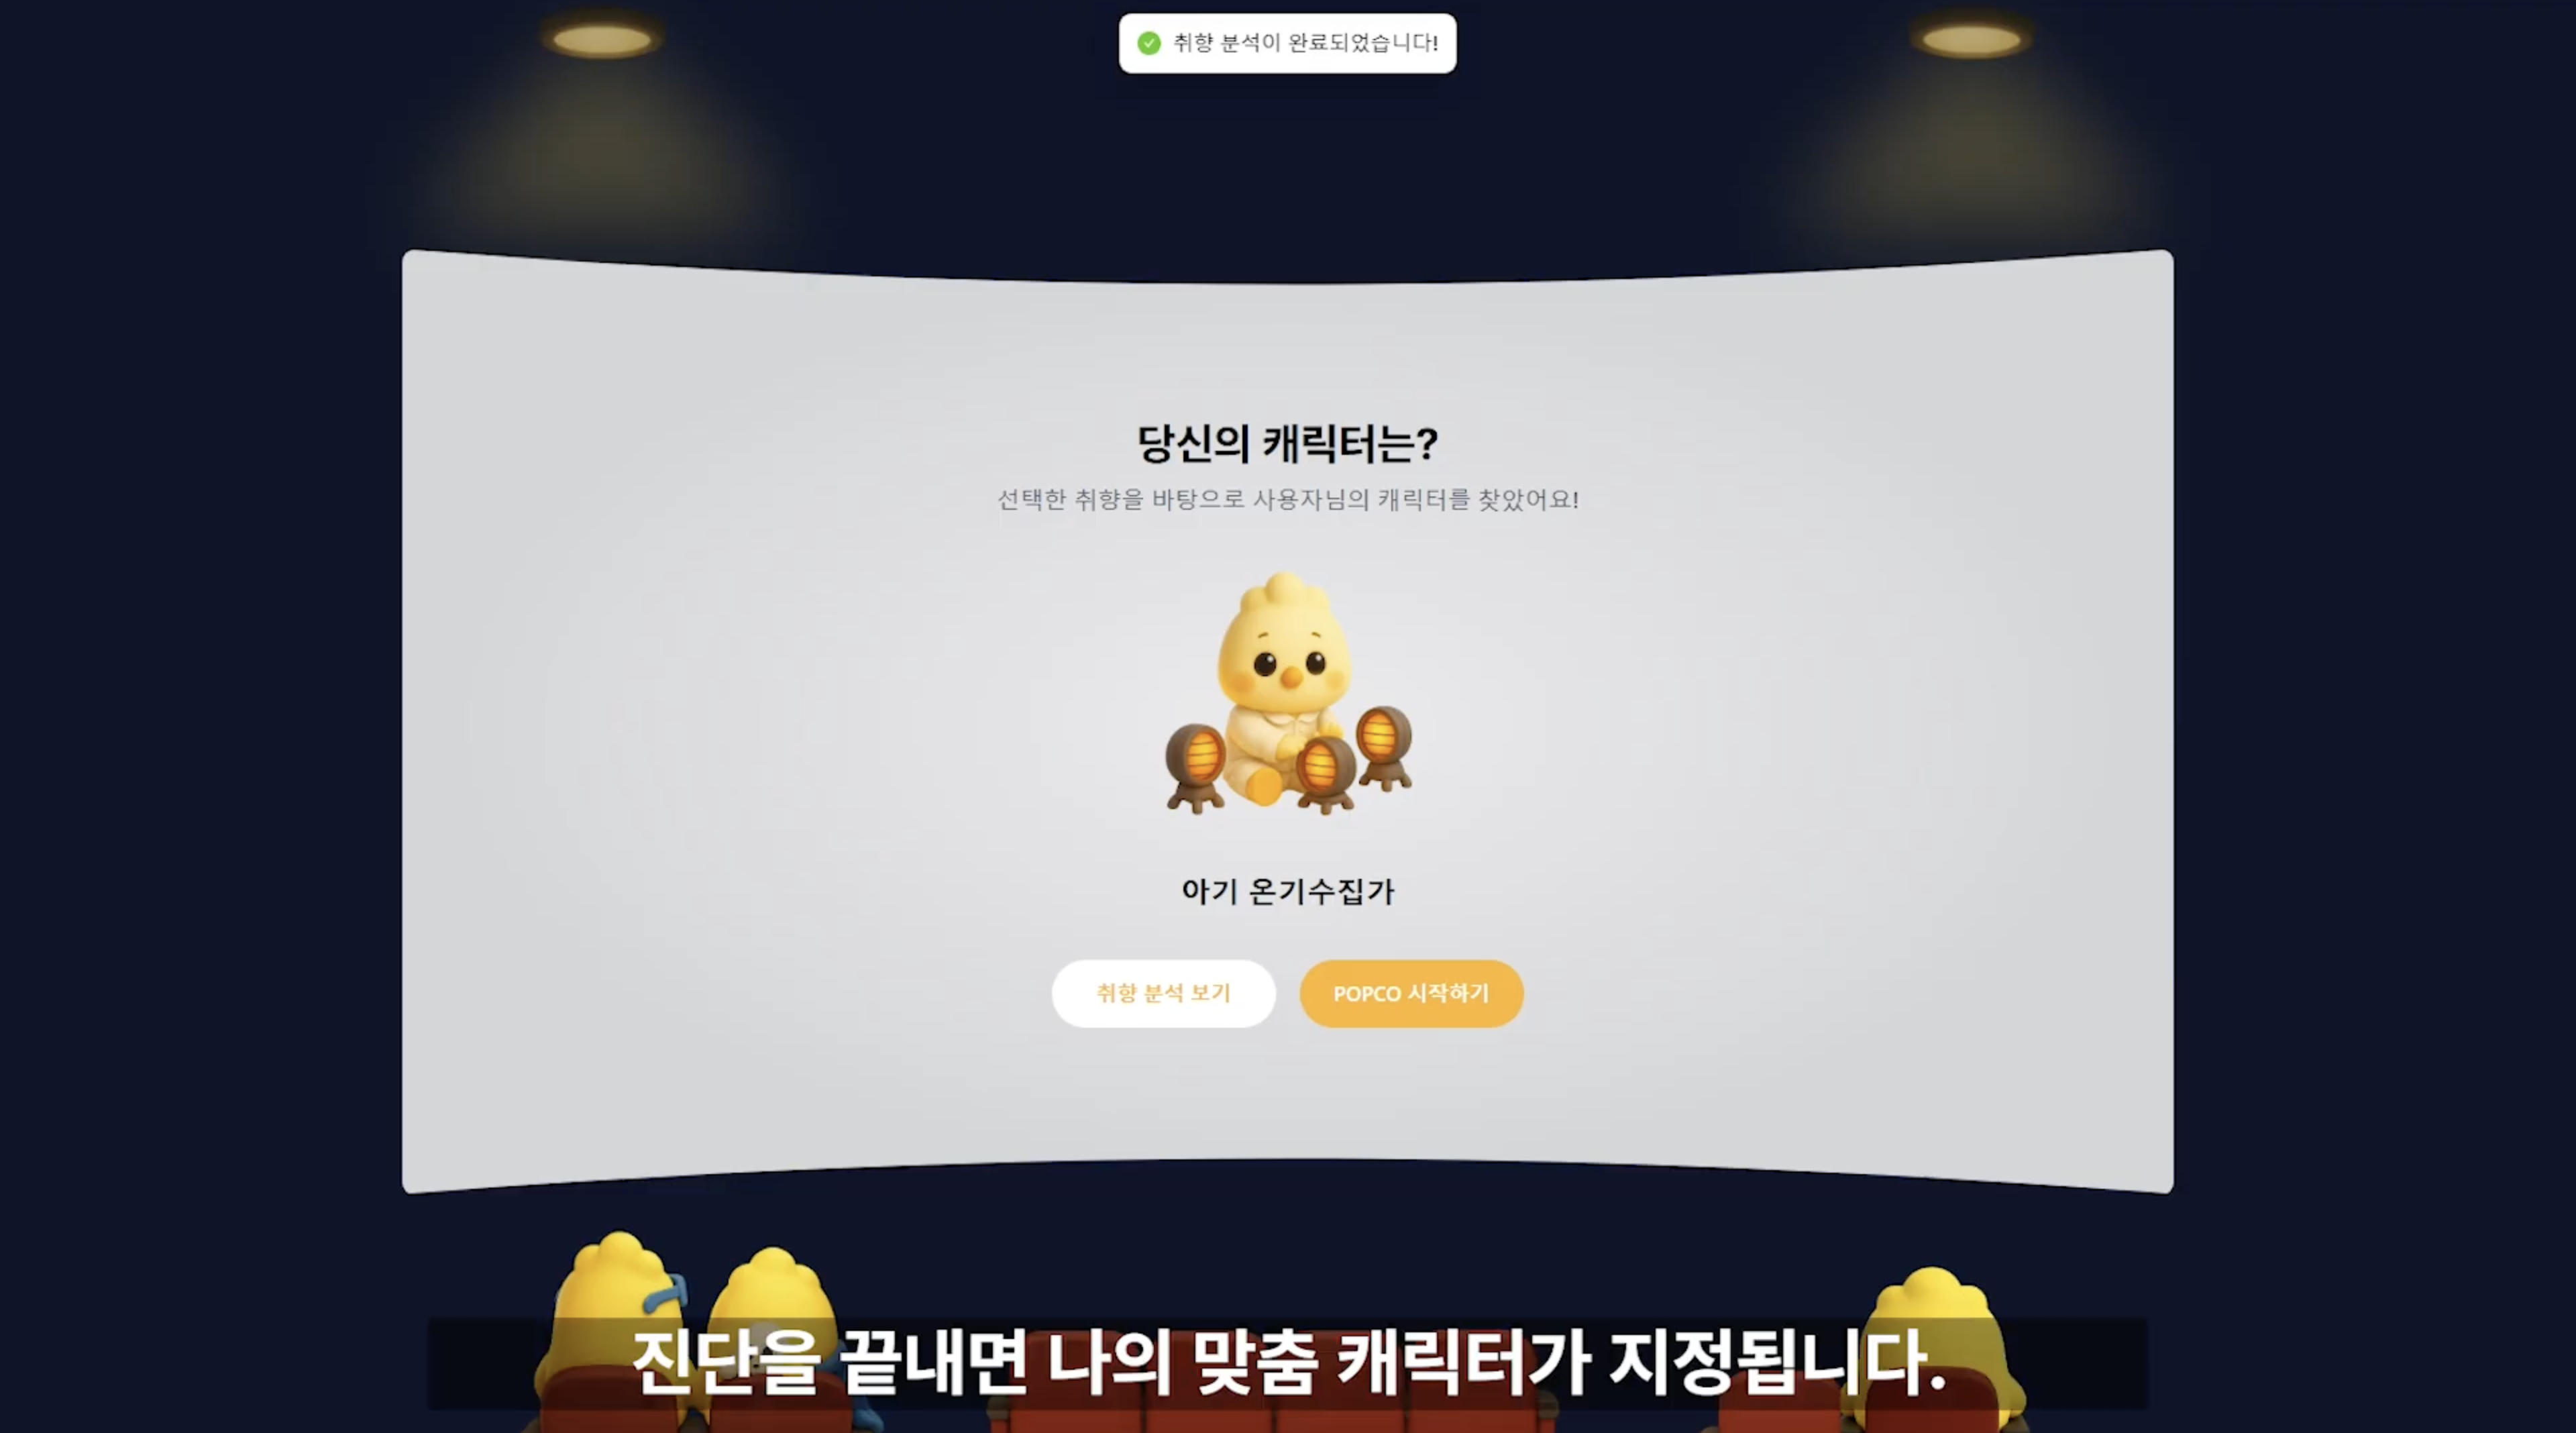 취향 분석이 완료되었습니다!
당신의 캐릭터는?
선택한 취향을 바탕으로 사용자님의 캐릭터를 찾았어요!
아기 온기수집가
취향 분석 보기
POPCO 시작하기
진단을 끝내면 나의 맞춤 캐릭터가 지정됩니다.